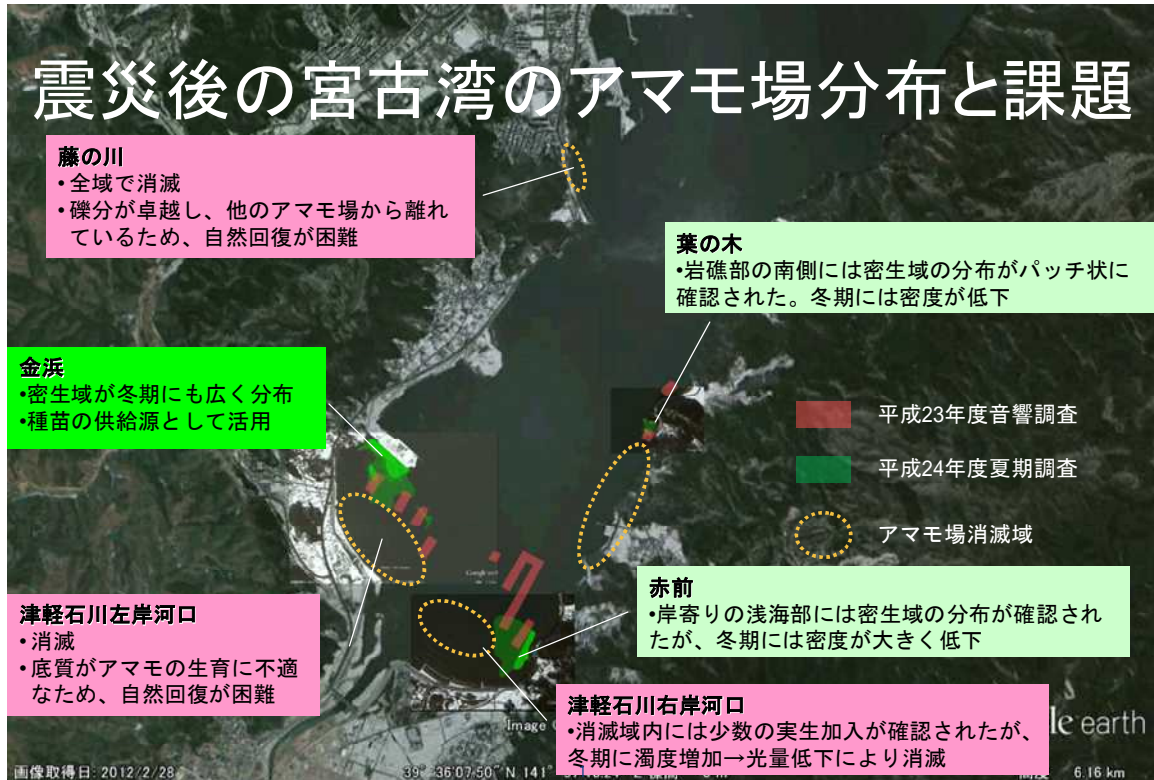 震災後の宮古湾のアマモ場分布と課題
藤の川
・全域で消滅
・礫分が卓越し、他のアマモ場から離れ
ているため、自然回復が困難
葉の木
•岩礁部の南側には密生域の分布がパッチ状に
確認された。冬期には密度が低下
金浜
•密生域が冬期にも広く分布
•種苗の供給源として活用
平成23年度音響調査
平成24年度夏期調査
アマモ場消滅域
赤前
・岸寄りの浅海部には密生域の分布が確認され
たが、冬期には密度が大きく低下
津軽石川左岸河口
・消滅
・底質がアマモの生育に不適
なため、自然回復が困難
津軽石川右岸河口
•消滅域内には少数の実生加入が確認されたが、
冬期に濁度増加→光量低下により消滅
Image
earth
画像取得日: 2012/2/28
39° 36'07.50" N 141°
6.16 km